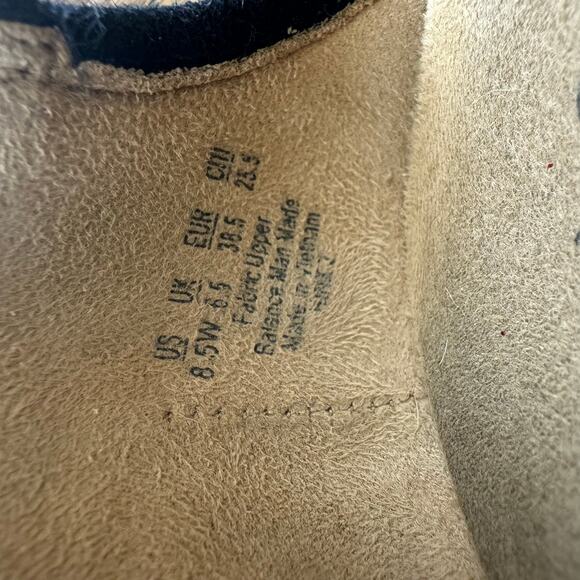 US UK EUR CM
8.5W 6.5 38.5 25.5
Fabric Upper
Balance Man Made
Made in Vietnam